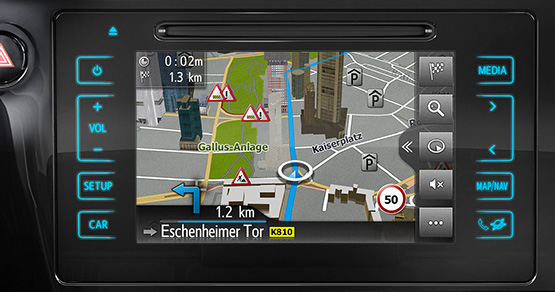 0:02m
1.3 km
MEDIA
+
VOL
−
Gallus-Anlage
Kaiserplatz
P
P
P
SETUP
MAP/NAV
50
CAR
1.2 km
Eschenheimer Tor K810